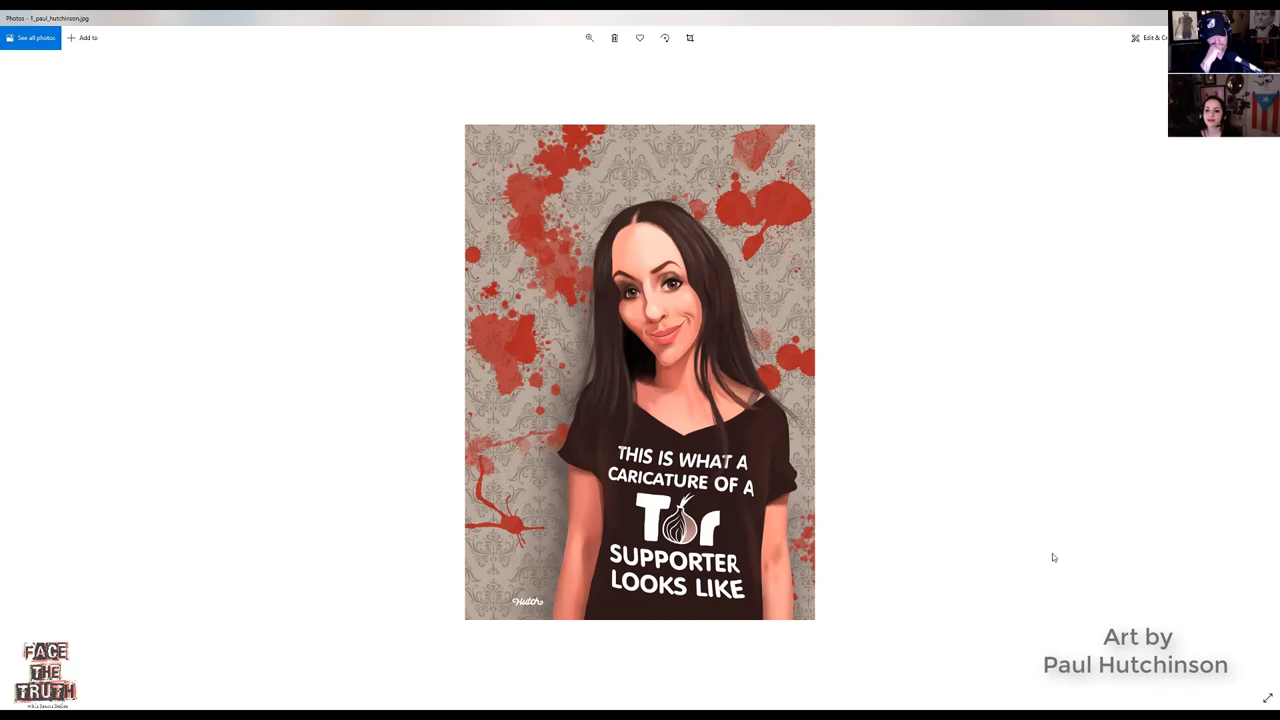 Photos - 1_paul_hutchinson.jpg
See all photos
Add to
Edit & C
THIS IS WHAT A
CARICATURE OF A
Tor
SUPPORTER
LOOKS LIKE
Hutch
FACE
THE
TRUTH
Art by
Paul Hutchinson